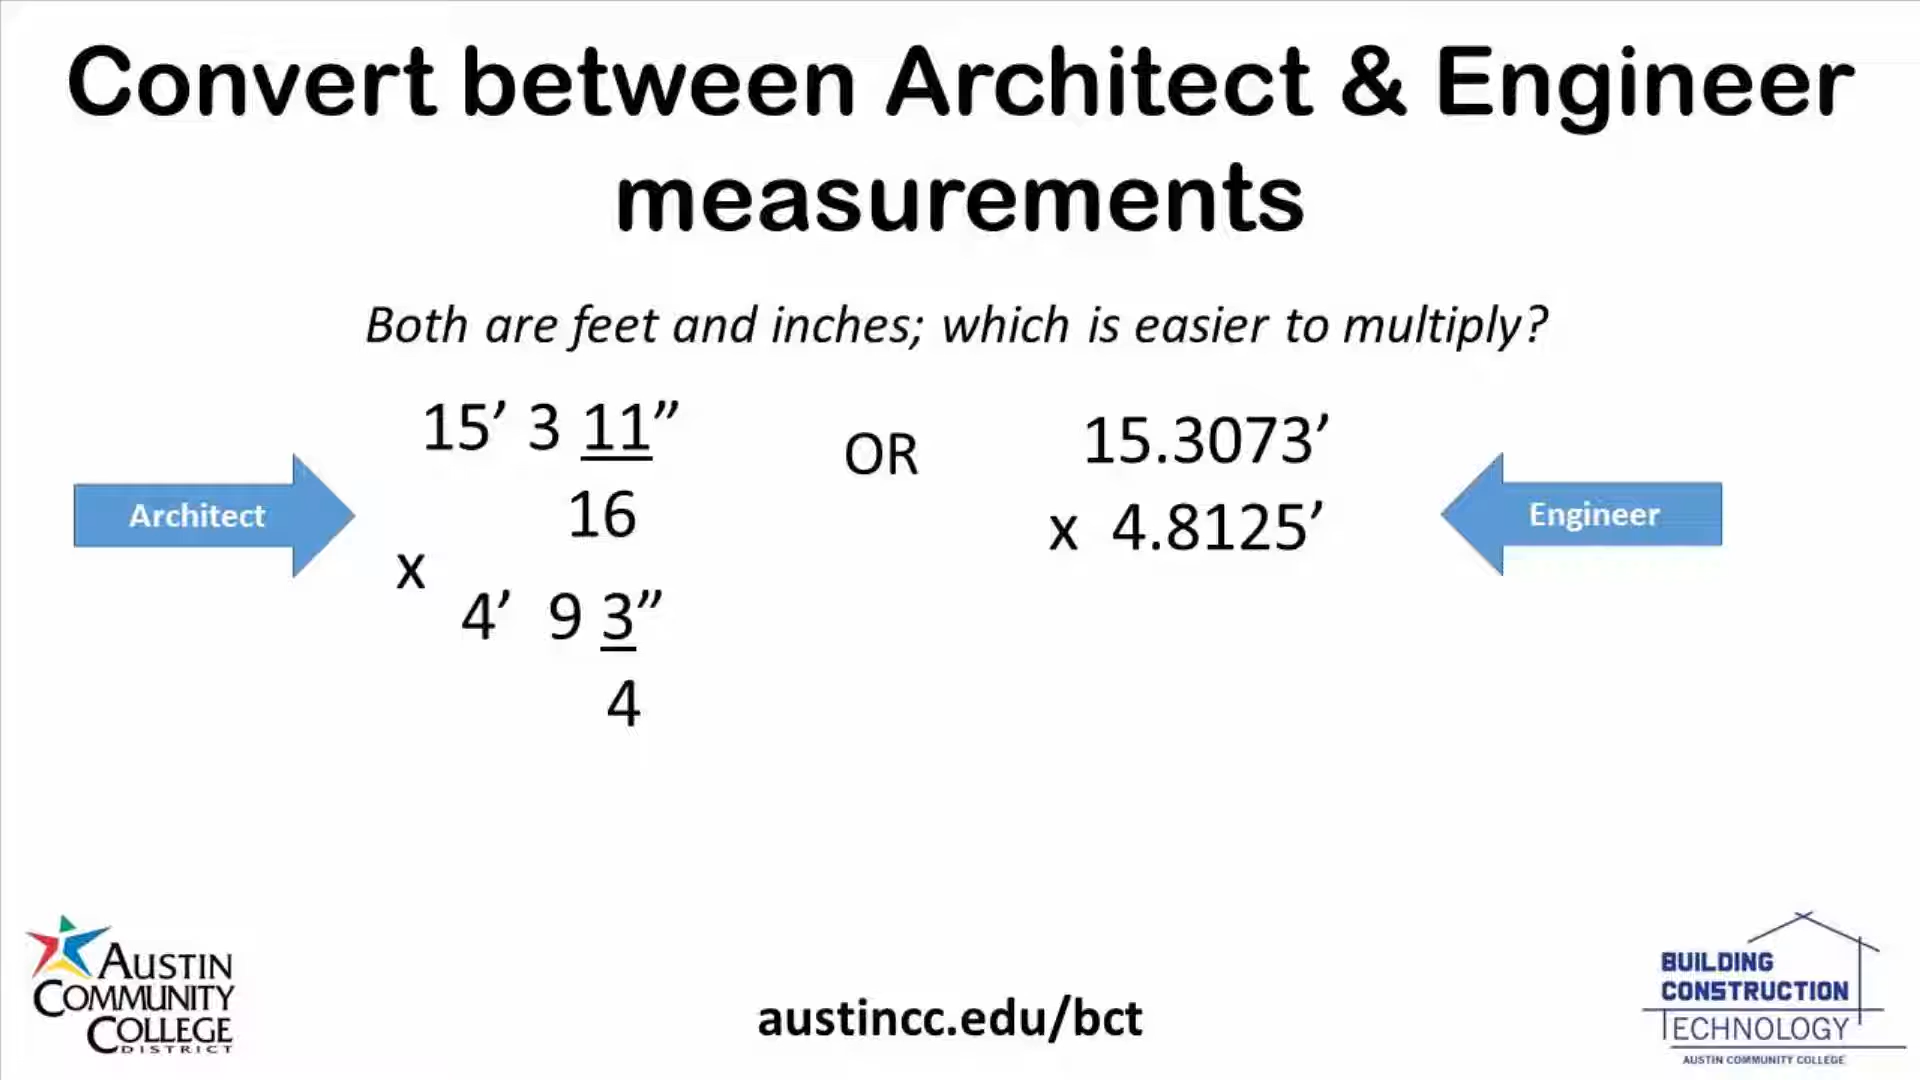 Convert between Architect & Engineer
measurements
Both are feet and inches; which is easier to multiply?
Architect
15’ 3 11”
16
x
4’ 9 3”
4
OR
15.3073’
x 4.8125’
Engineer
AUSTIN
COMMUNITY
COLLEGE
DISTRICT
austincc.edu/bct
BUILDING
CONSTRUCTION
TECHNOLOGY
AUSTIN COMMUNITY COLLEGE